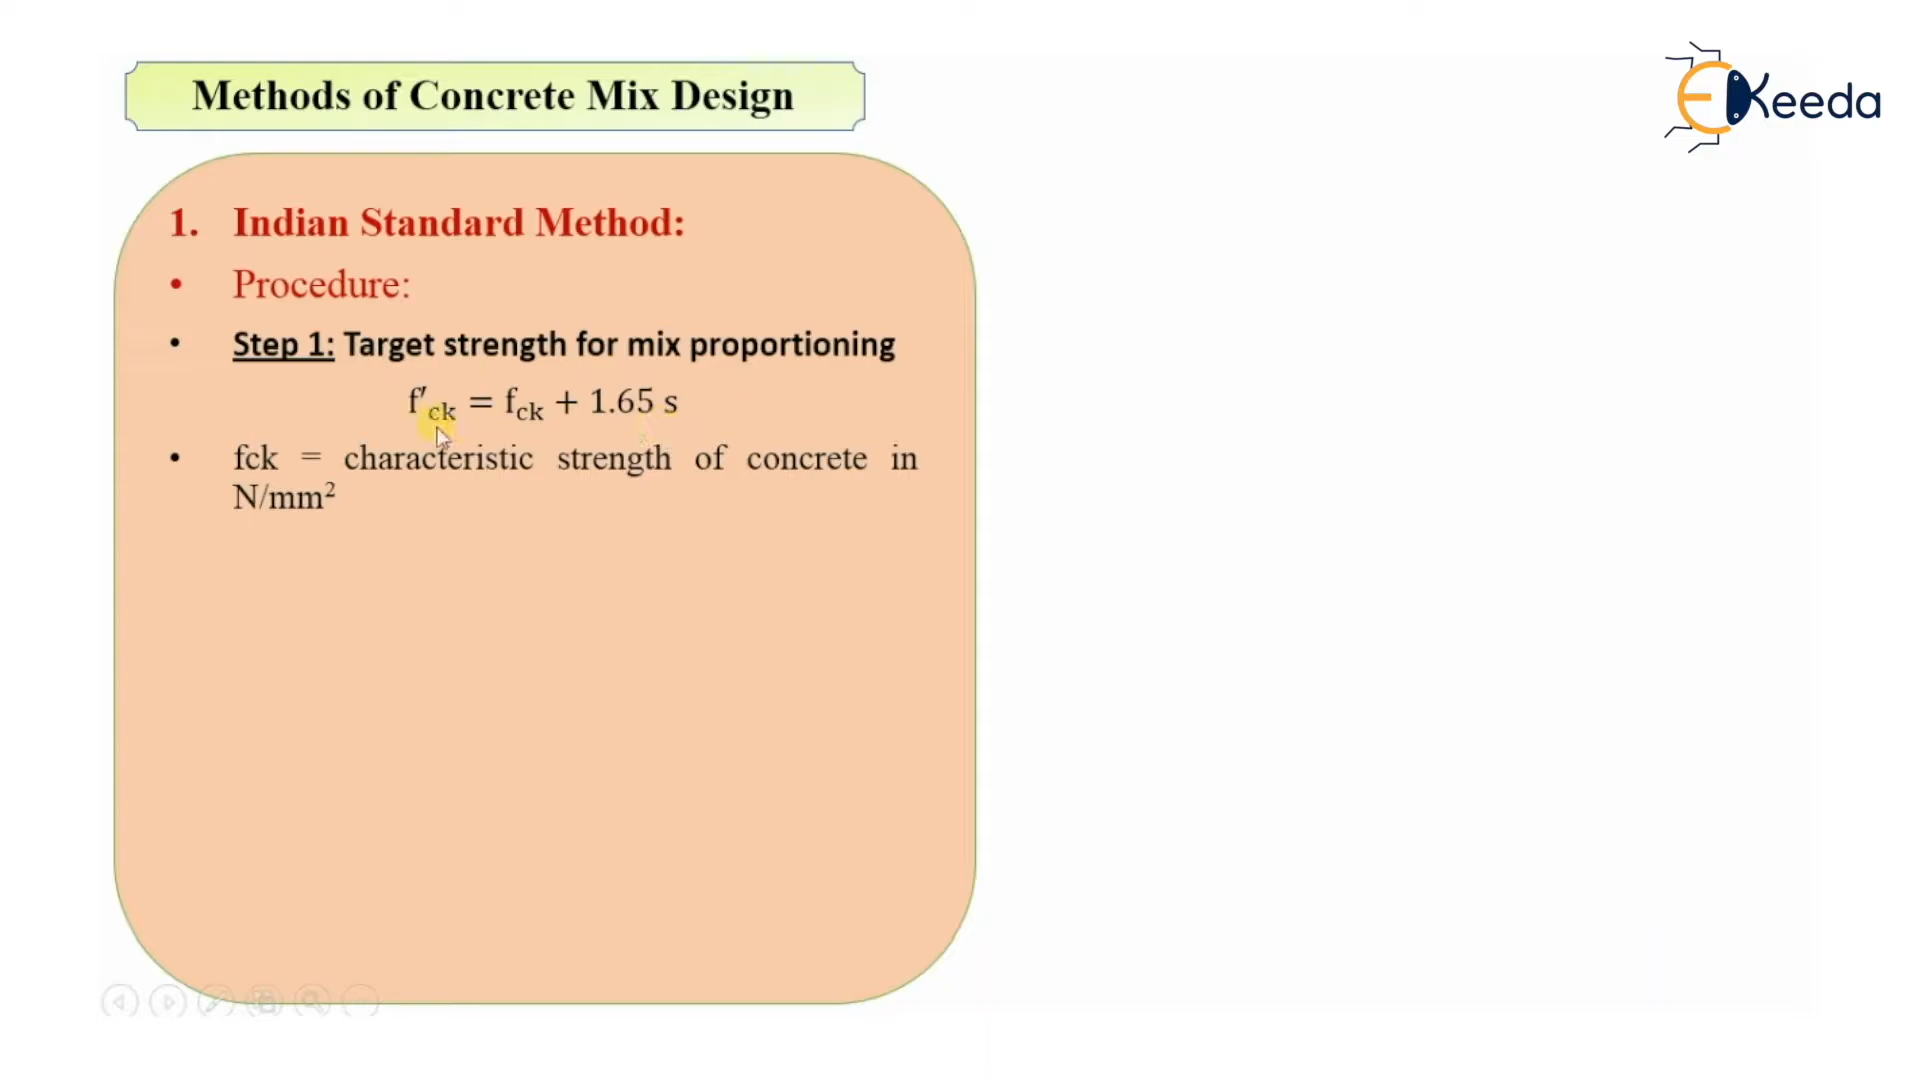 Methods of Concrete Mix Design
EKeeda
1. Indian Standard Method:
• Procedure:
• Step 1: Target strength for mix proportioning
f'ck = fck + 1.65 s
• fck = characteristic strength of concrete in
N/mm²